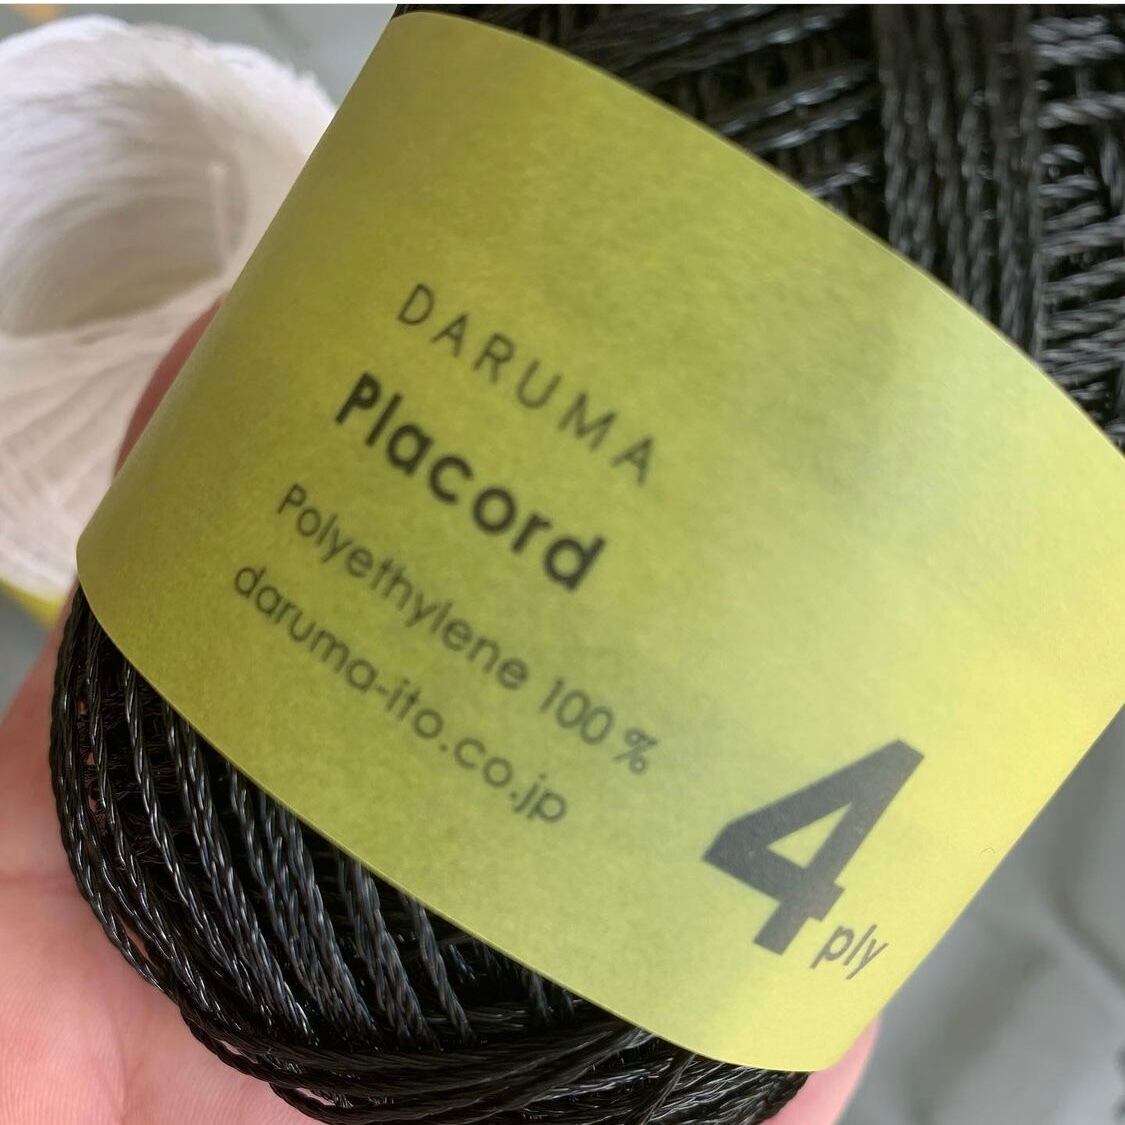 DARUMA
Placord
Polyethylene 100%
daruma-ito.co.jp
4 ply